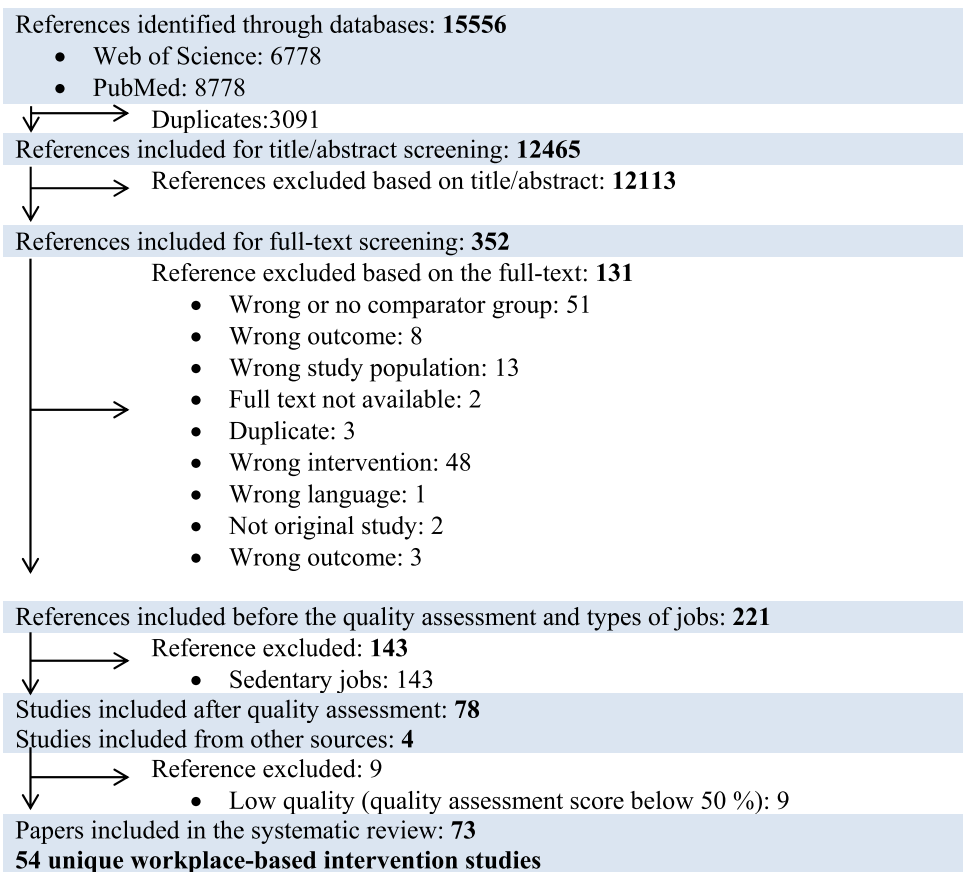 References identified through databases: 15556
• Web of Science: 6778
• PubMed: 8778
Duplicates:3091
References included for title/abstract screening: 12465
References excluded based on title/abstract: 12113
References included for full-text screening: 352
Reference excluded based on the full-text: 131
• Wrong or no comparator group: 51
• Wrong outcome: 8
• Wrong study population: 13
• Full text not available: 2
• Duplicate: 3
• Wrong intervention: 48
• Wrong language: 1
• Not original study: 2
• Wrong outcome: 3
References included before the quality assessment and types of jobs: 221
Reference excluded: 143
• Sedentary jobs: 143
Studies included after quality assessment: 78
Studies included from other sources: 4
Reference excluded: 9
• Low quality (quality assessment score below 50 %): 9
Papers included in the systematic review: 73
54 unique workplace-based intervention studies